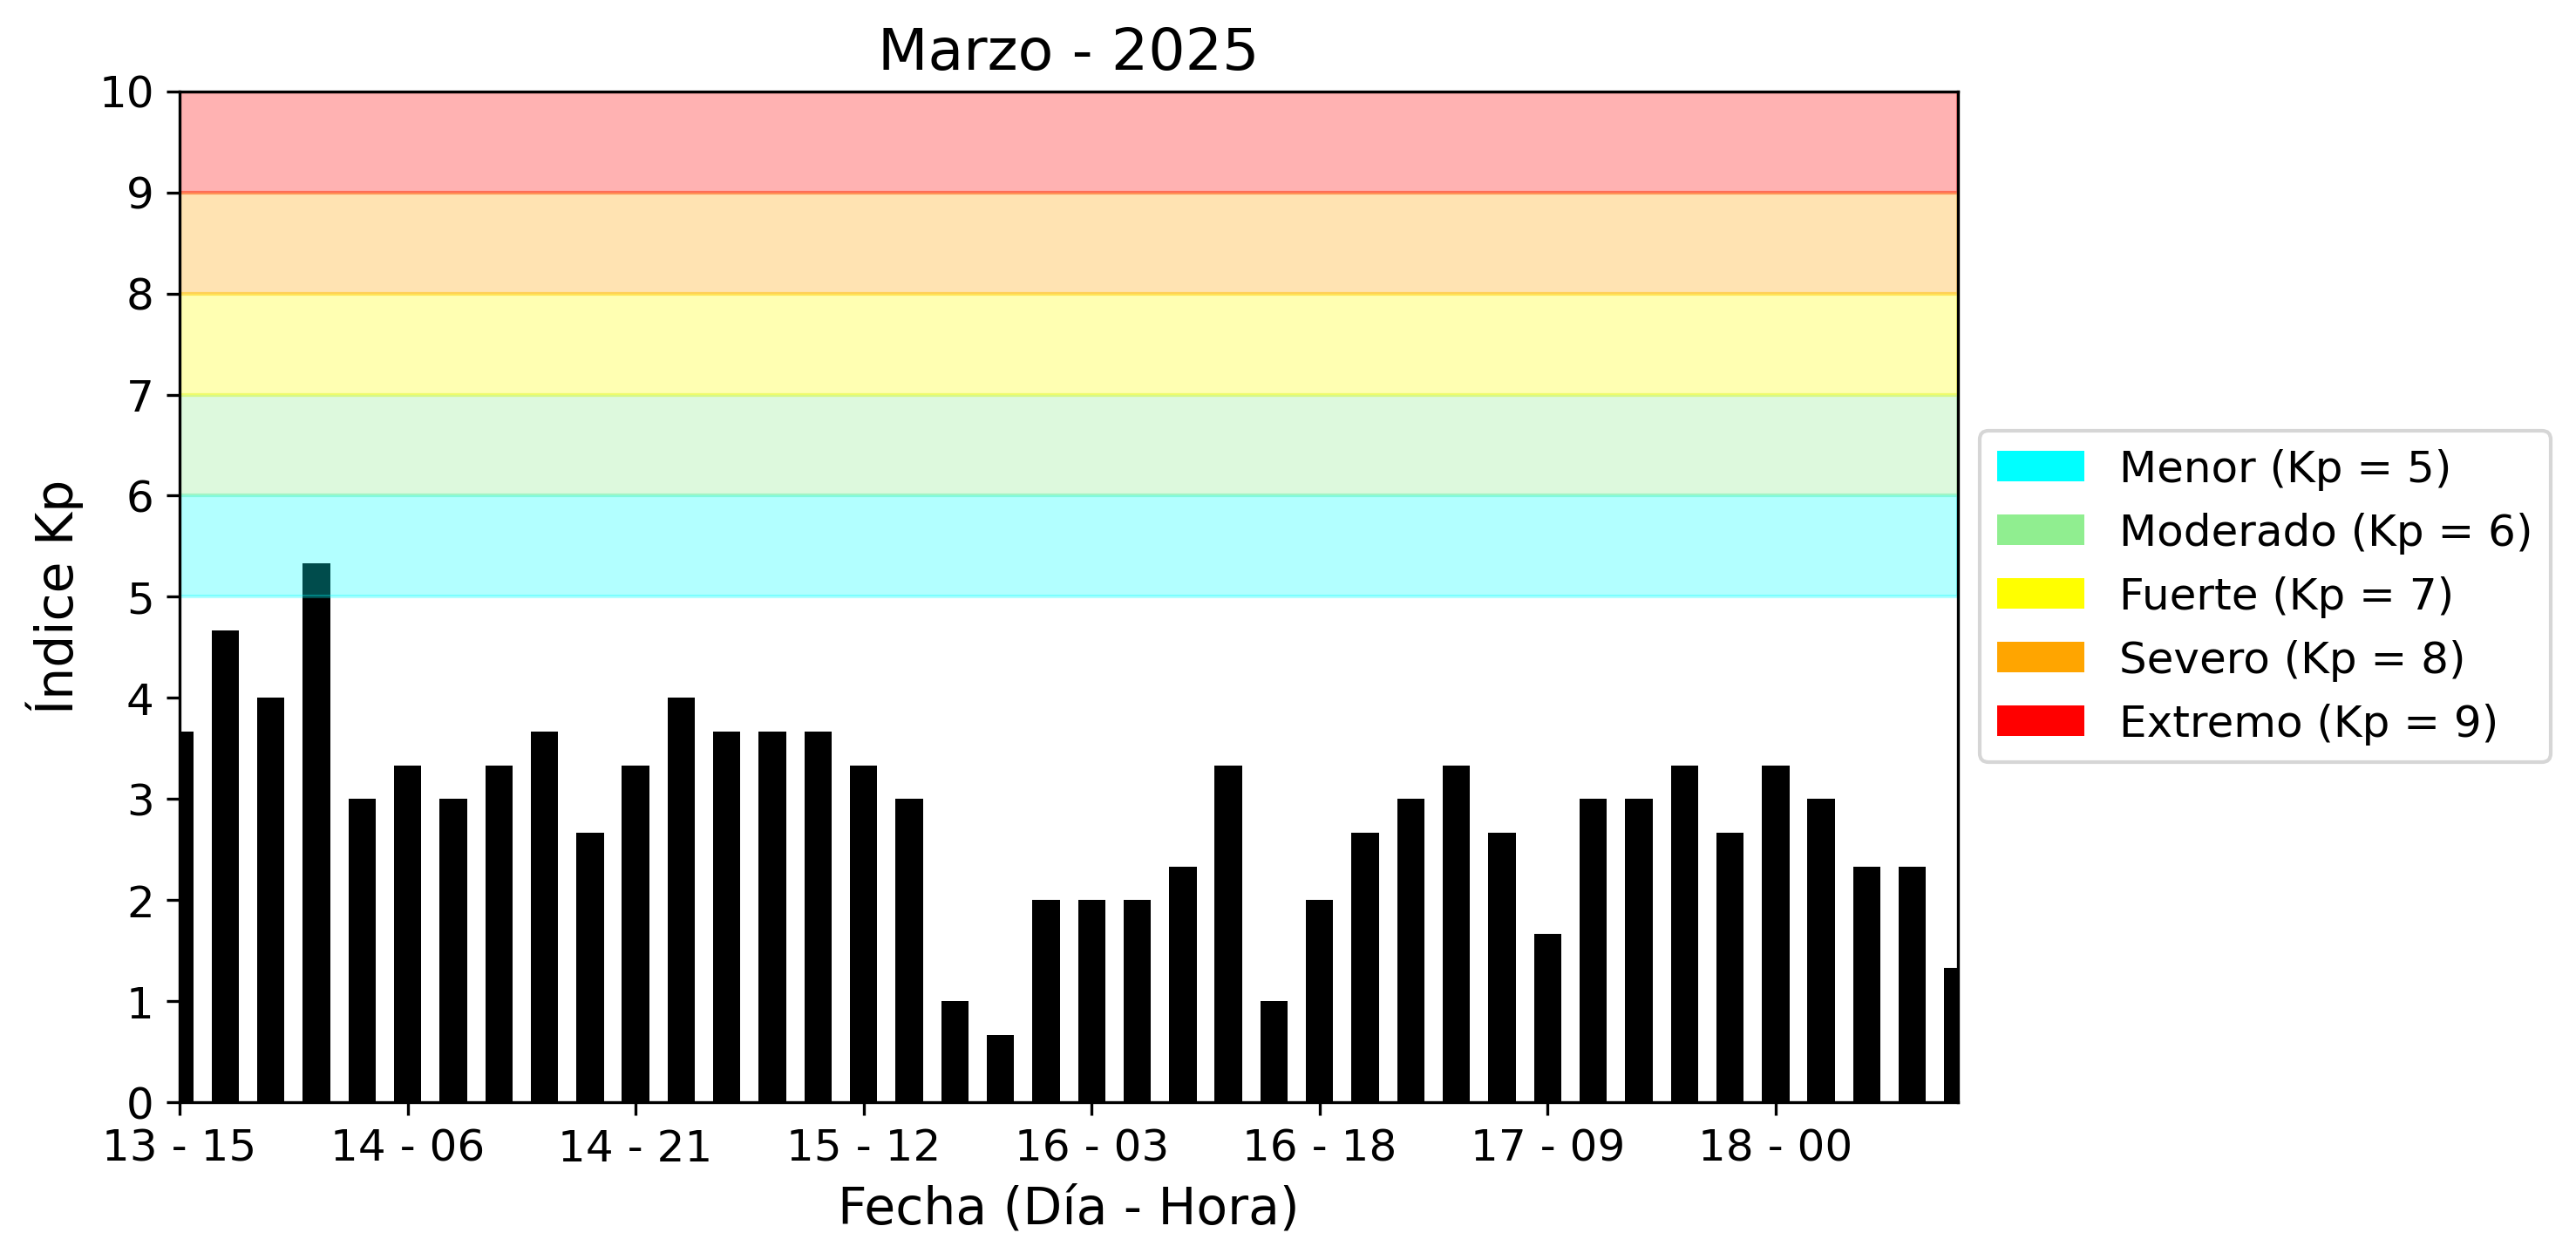 Marzo - 2025
10
9
8
7
6
5
4
3
2
1
0
Índice Kp
13 - 15
14 - 06
14 - 21
15 - 12
16 - 03
16 - 18
17 - 09
18 - 00
Fecha (Día - Hora)
Menor (Kp = 5)
Moderado (Kp = 6)
Fuerte (Kp = 7)
Severo (Kp = 8)
Extremo (Kp = 9)